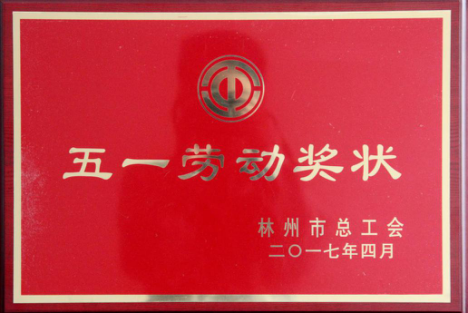 五一劳动奖状
林州市总工会
二〇一七年四月